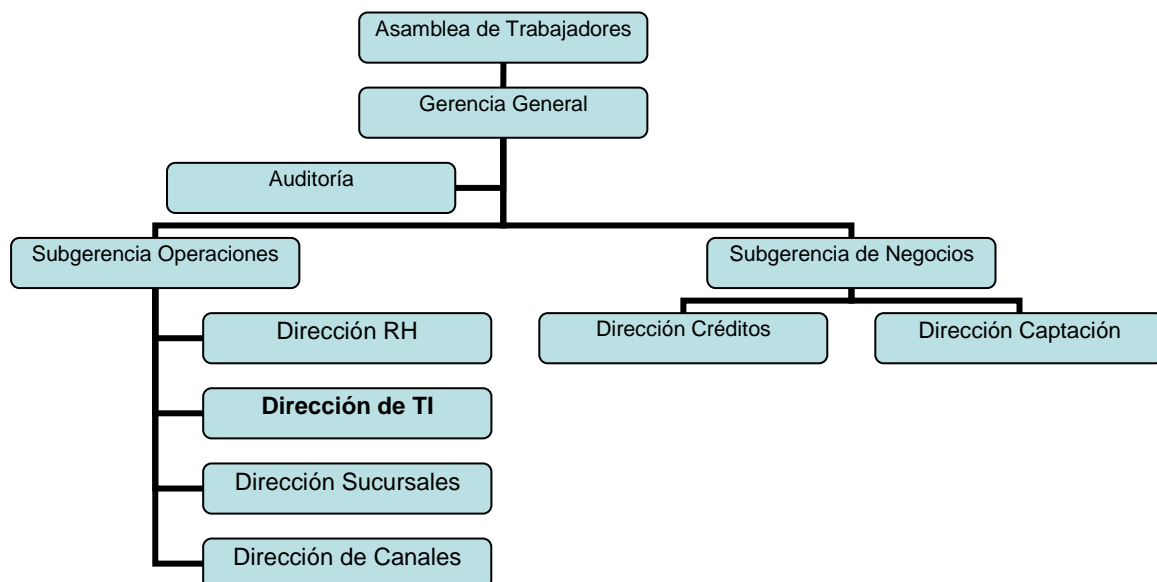 Asamblea de Trabajadores
Gerencia General
Auditoría
Subgerencia Operaciones
Subgerencia de Negocios
Dirección RH
Dirección Créditos
Dirección Captación
Dirección de TI
Dirección Sucursales
Dirección de Canales